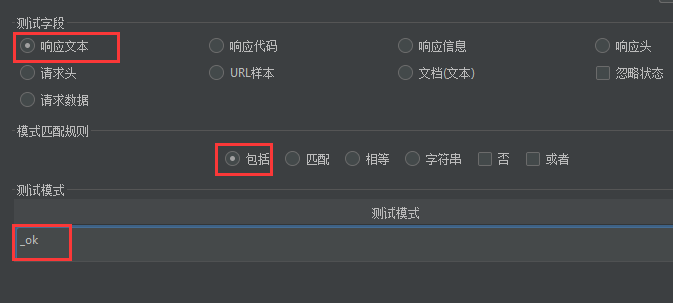 测试字段
响应文本 响应代码 响应信息 响应头
请求头 URL样本 文档(文本) 忽略状态
请求数据
模式匹配规则
包括 匹配 相等 字符串 否 或者
测试模式
测试模式
_ok